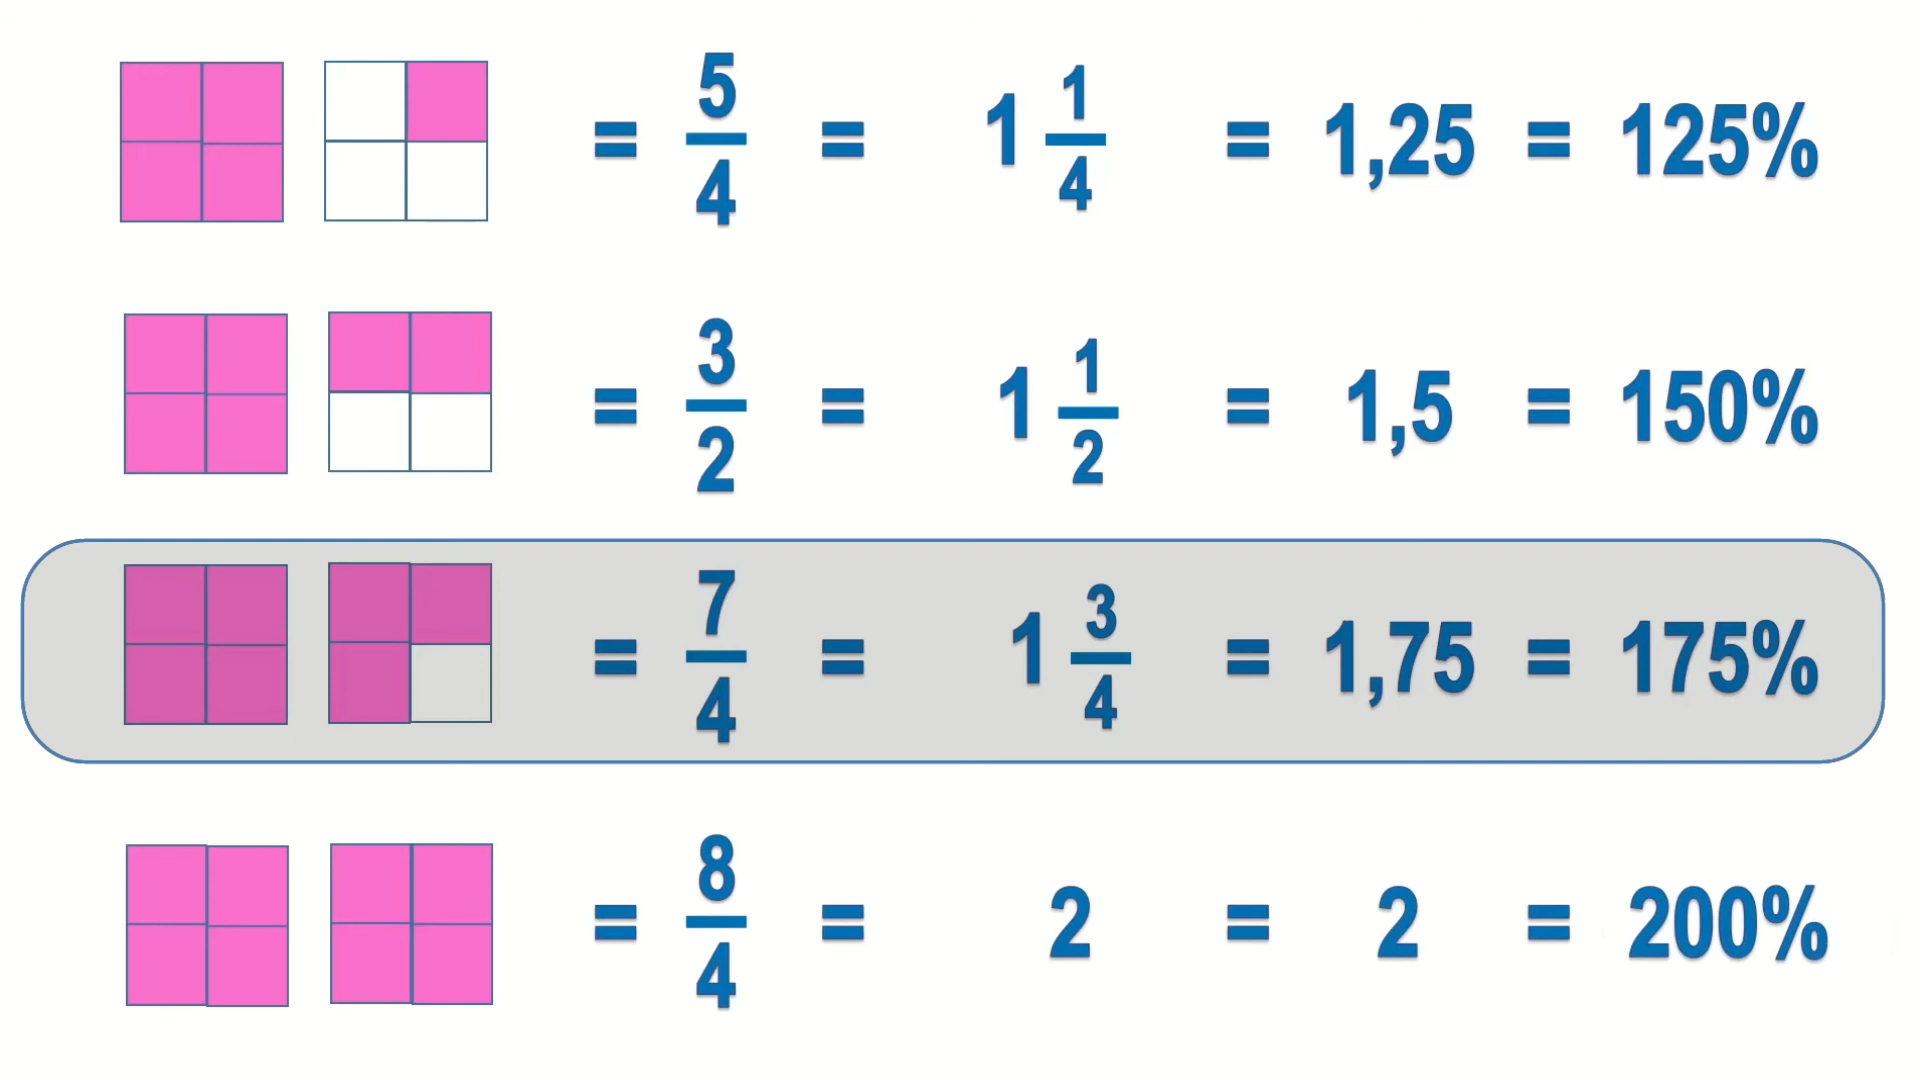 = 5/4 = 1 1/4 = 1,25 = 125%
= 3/2 = 1 1/2 = 1,5 = 150%
= 7/4 = 1 3/4 = 1,75 = 175%
= 8/4 = 2 = 2 = 200%